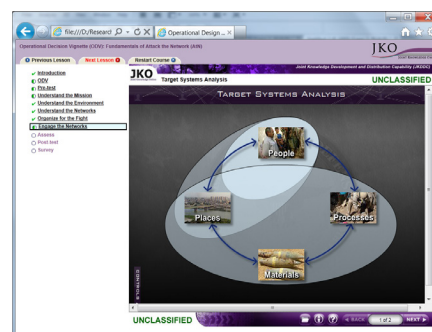 file:///D:/Research
Operational Design ...
Operational Decision Vignette (ODV): Fundamentals of Attack the Network (AtN)
JKO
Previous Lesson
Next Lesson
Restart Course
Joint Knowledge Development and Distribution Capability (JKDDC)
JKO
Target Systems Analysis
UNCLASSIFIED
Introduction
ODV
Pre-test
Understand the Mission
Understand the Environment
Understand the Networks
Organize for the Fight
Engage the Networks
Assess
Post-test
Survey
TARGET SYSTEMS ANALYSIS
People
Places
Processes
Materials
CONTROLS
UNCLASSIFIED
BACK
1 of 2
NEXT